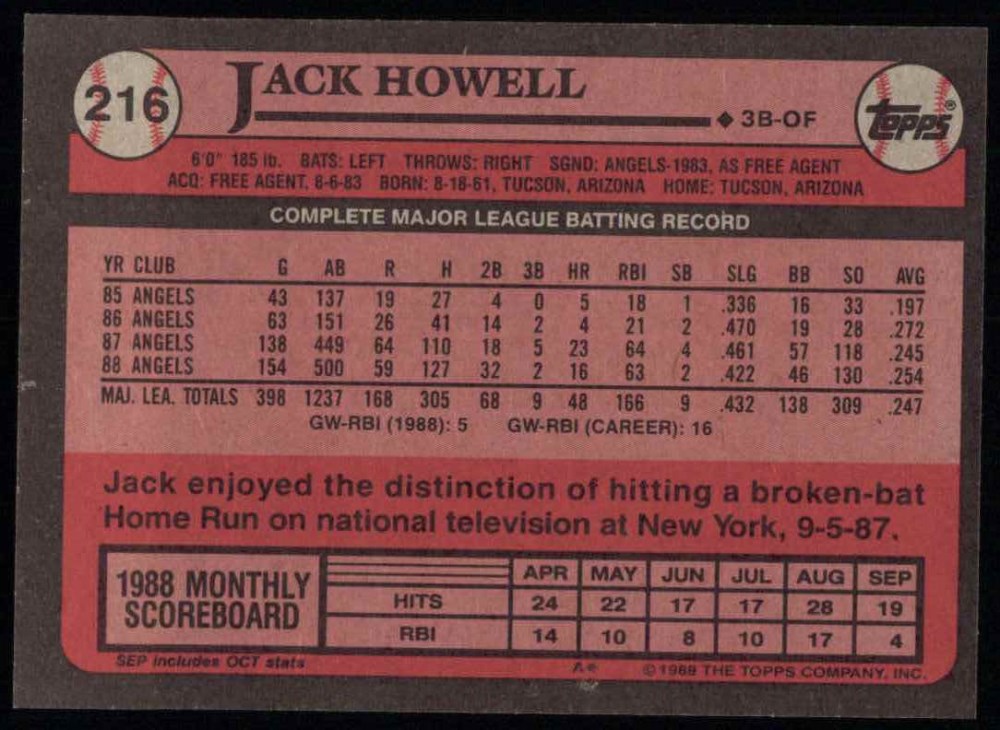 216
JACK HOWELL
◆ 3B-OF
TOPPS®
6'0" 185 lb. BATS: LEFT THROWS: RIGHT SGND: ANGELS-1983, AS FREE AGENT
ACQ: FREE AGENT, 8-6-83 BORN: 8-18-61, TUCSON, ARIZONA HOME: TUCSON, ARIZONA
COMPLETE MAJOR LEAGUE BATTING RECORD
YR CLUB G AB R H 2B 3B HR RBI SB SLG BB SO AVG
85 ANGELS 43 137 19 27 4 0 5 18 1 .336 16 33 .197
86 ANGELS 63 151 26 41 14 2 4 21 2 .470 19 28 .272
87 ANGELS 138 449 64 110 18 5 23 64 4 .461 57 118 .245
88 ANGELS 154 500 59 127 32 2 16 63 2 .422 46 130 .254
MAJ. LEA. TOTALS 398 1237 168 305 68 9 48 166 9 .432 138 309 .247
GW-RBI (1988): 5 GW-RBI (CAREER): 16
Jack enjoyed the distinction of hitting a broken-bat
Home Run on national television at New York, 9-5-87.
1988 MONTHLY
SCOREBOARD
APR MAY JUN JUL AUG SEP
HITS 24 22 17 17 28 19
RBI 14 10 8 10 17 4
SEP includes OCT stats
A* © 1989 THE TOPPS COMPANY, INC.